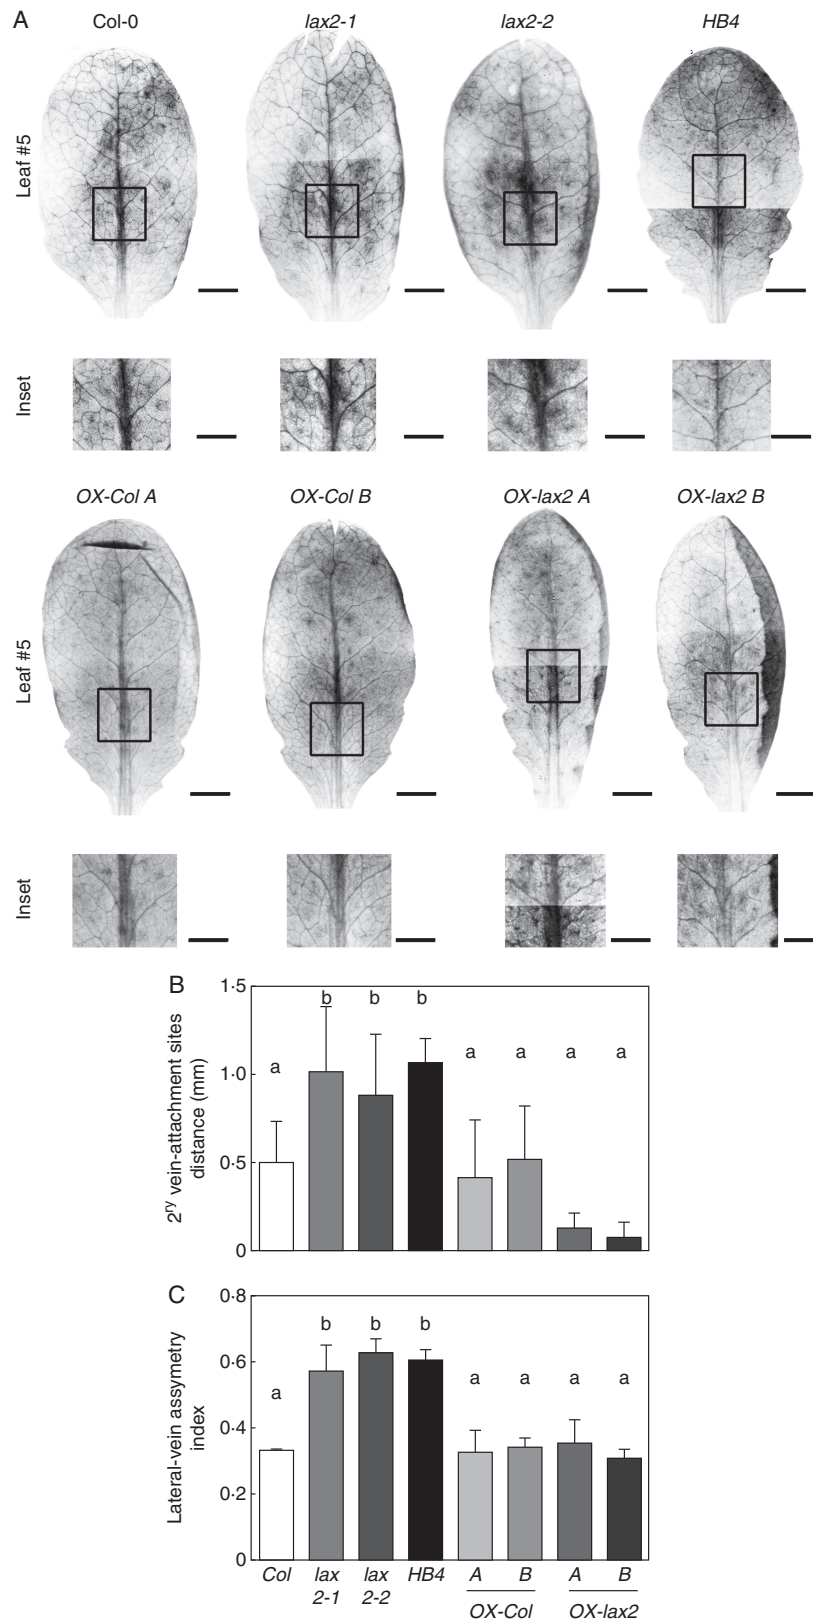 A
Col-0 lax2-1 lax2-2 HB4
Leaf #5
Inset
OX-Col A OX-Col B OX-lax2 A OX-lax2 B
Leaf #5
Inset
B
2ry vein-attachment sites
distance (mm)
1·5
1·0
0·5
0
a b b b a a a a
C
Lateral-vein assymetry
index
0·8
0·6
0·4
0·2
0
a b b b a a a a
Col lax 2-1 lax 2-2 HB4 A B A B
OX-Col OX-lax2